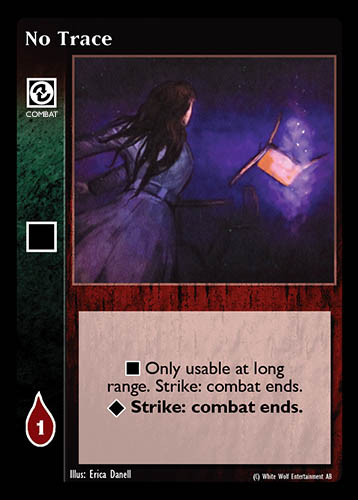 No Trace
COMBAT
Only usable at long
range. Strike: combat ends.
Strike: combat ends.
1
Illus: Erica Danell
(C) White Wolf Entertainment AB